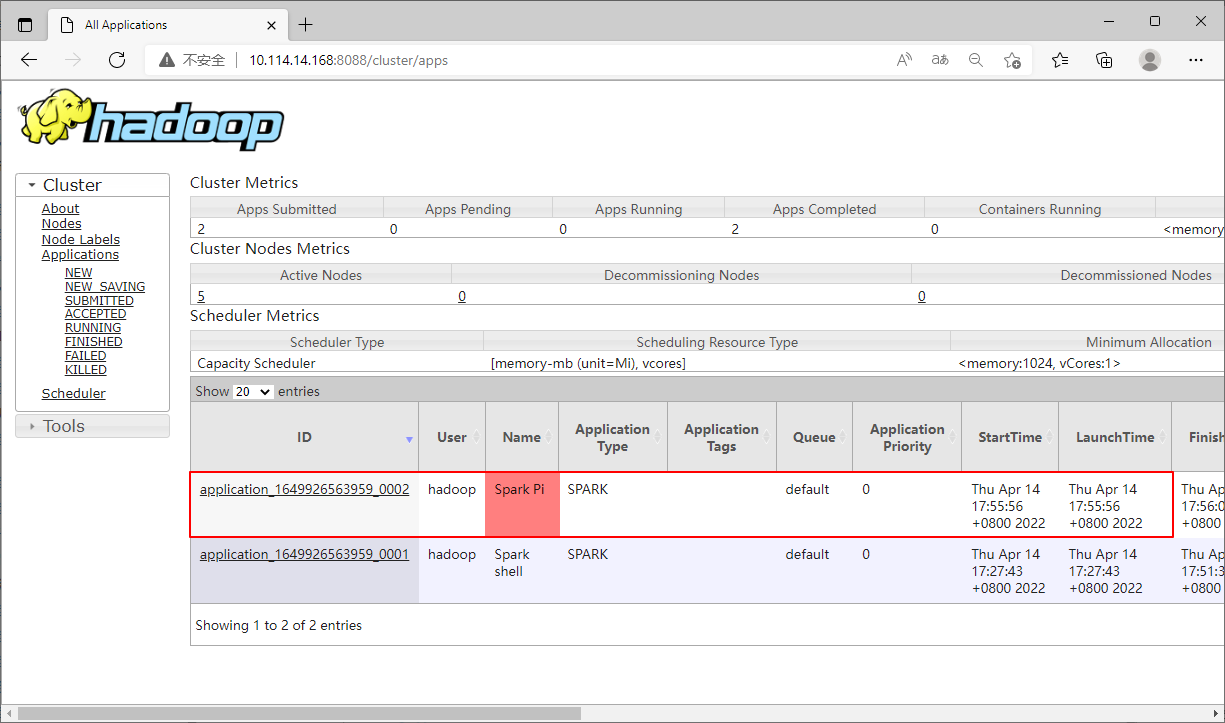 All Applications
不安全 10.114.14.168:8088/cluster/apps
hadoop
Cluster
About
Nodes
Node Labels
Applications
NEW
NEW_SAVING
SUBMITTED
ACCEPTED
RUNNING
FINISHED
FAILED
KILLED
Scheduler
Tools
Cluster Metrics
Apps Submitted Apps Pending Apps Running Apps Completed Containers Running
2 0 0 2 0 <memory
Cluster Nodes Metrics
Active Nodes Decommissioning Nodes Decommissioned Nodes
5 0 0
Scheduler Metrics
Scheduler Type Scheduling Resource Type Minimum Allocation
Capacity Scheduler [memory-mb (unit=Mi), vcores] <memory:1024, vCores:1>
Show 20 entries
ID User Name Application Type Application Tags Queue Application Priority StartTime LaunchTime Finish
application_1649926563959_0002 hadoop Spark Pi SPARK default 0 Thu Apr 14 Thu Apr 14 Thu Ap
17:55:56 17:55:56 17:56:0
+0800 2022 +0800 2022 +0800
application_1649926563959_0001 hadoop Spark SPARK default 0 Thu Apr 14 Thu Apr 14 Thu Ap
shell 17:27:43 17:27:43 17:51:3
+0800 2022 +0800 2022 +0800
Showing 1 to 2 of 2 entries